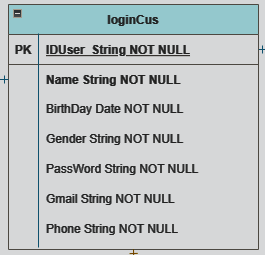 loginCus
PK IDUser String NOT NULL
Name String NOT NULL
BirthDay Date NOT NULL
Gender String NOT NULL
PassWord String NOT NULL
Gmail String NOT NULL
Phone String NOT NULL